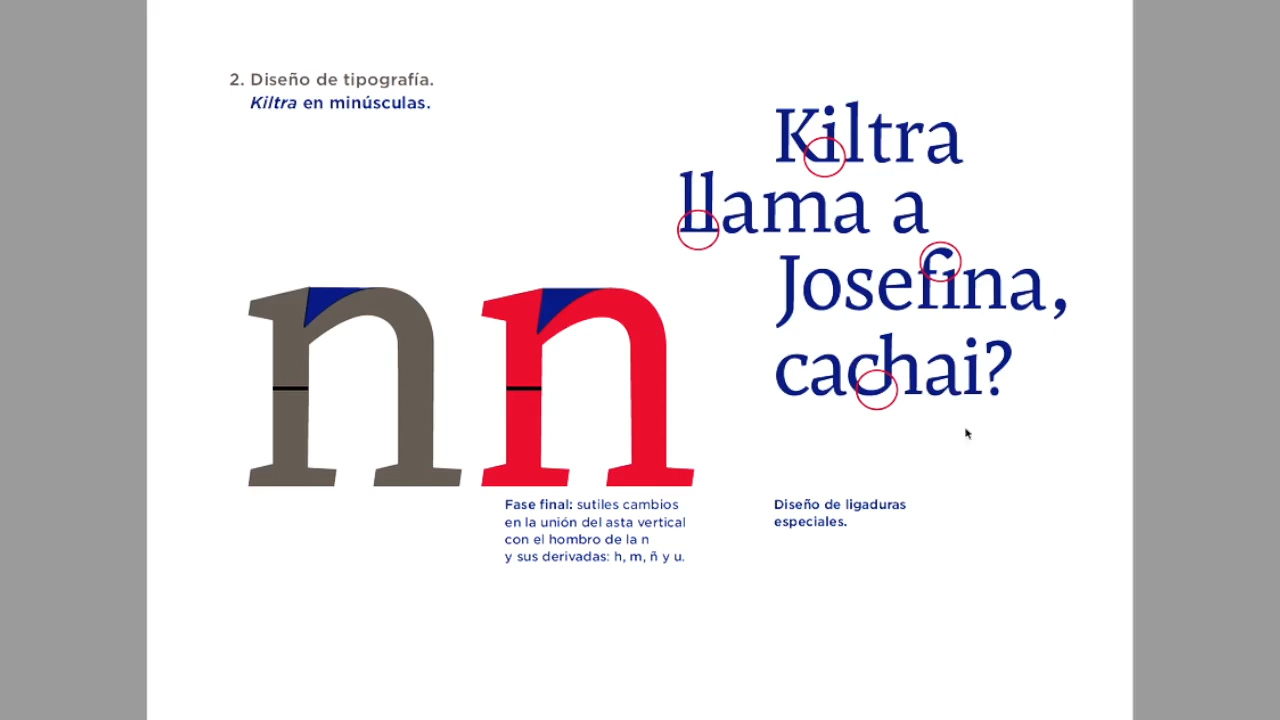 2. Diseño de tipografía.
Kiltra en minúsculas.
Kiltra
llama a
Josefina,
cachai?
n n
Fase final: sutiles cambios
en la unión del asta vertical
con el hombro de la n
y sus derivadas: h, m, ñ y u.
Diseño de ligaduras
especiales.